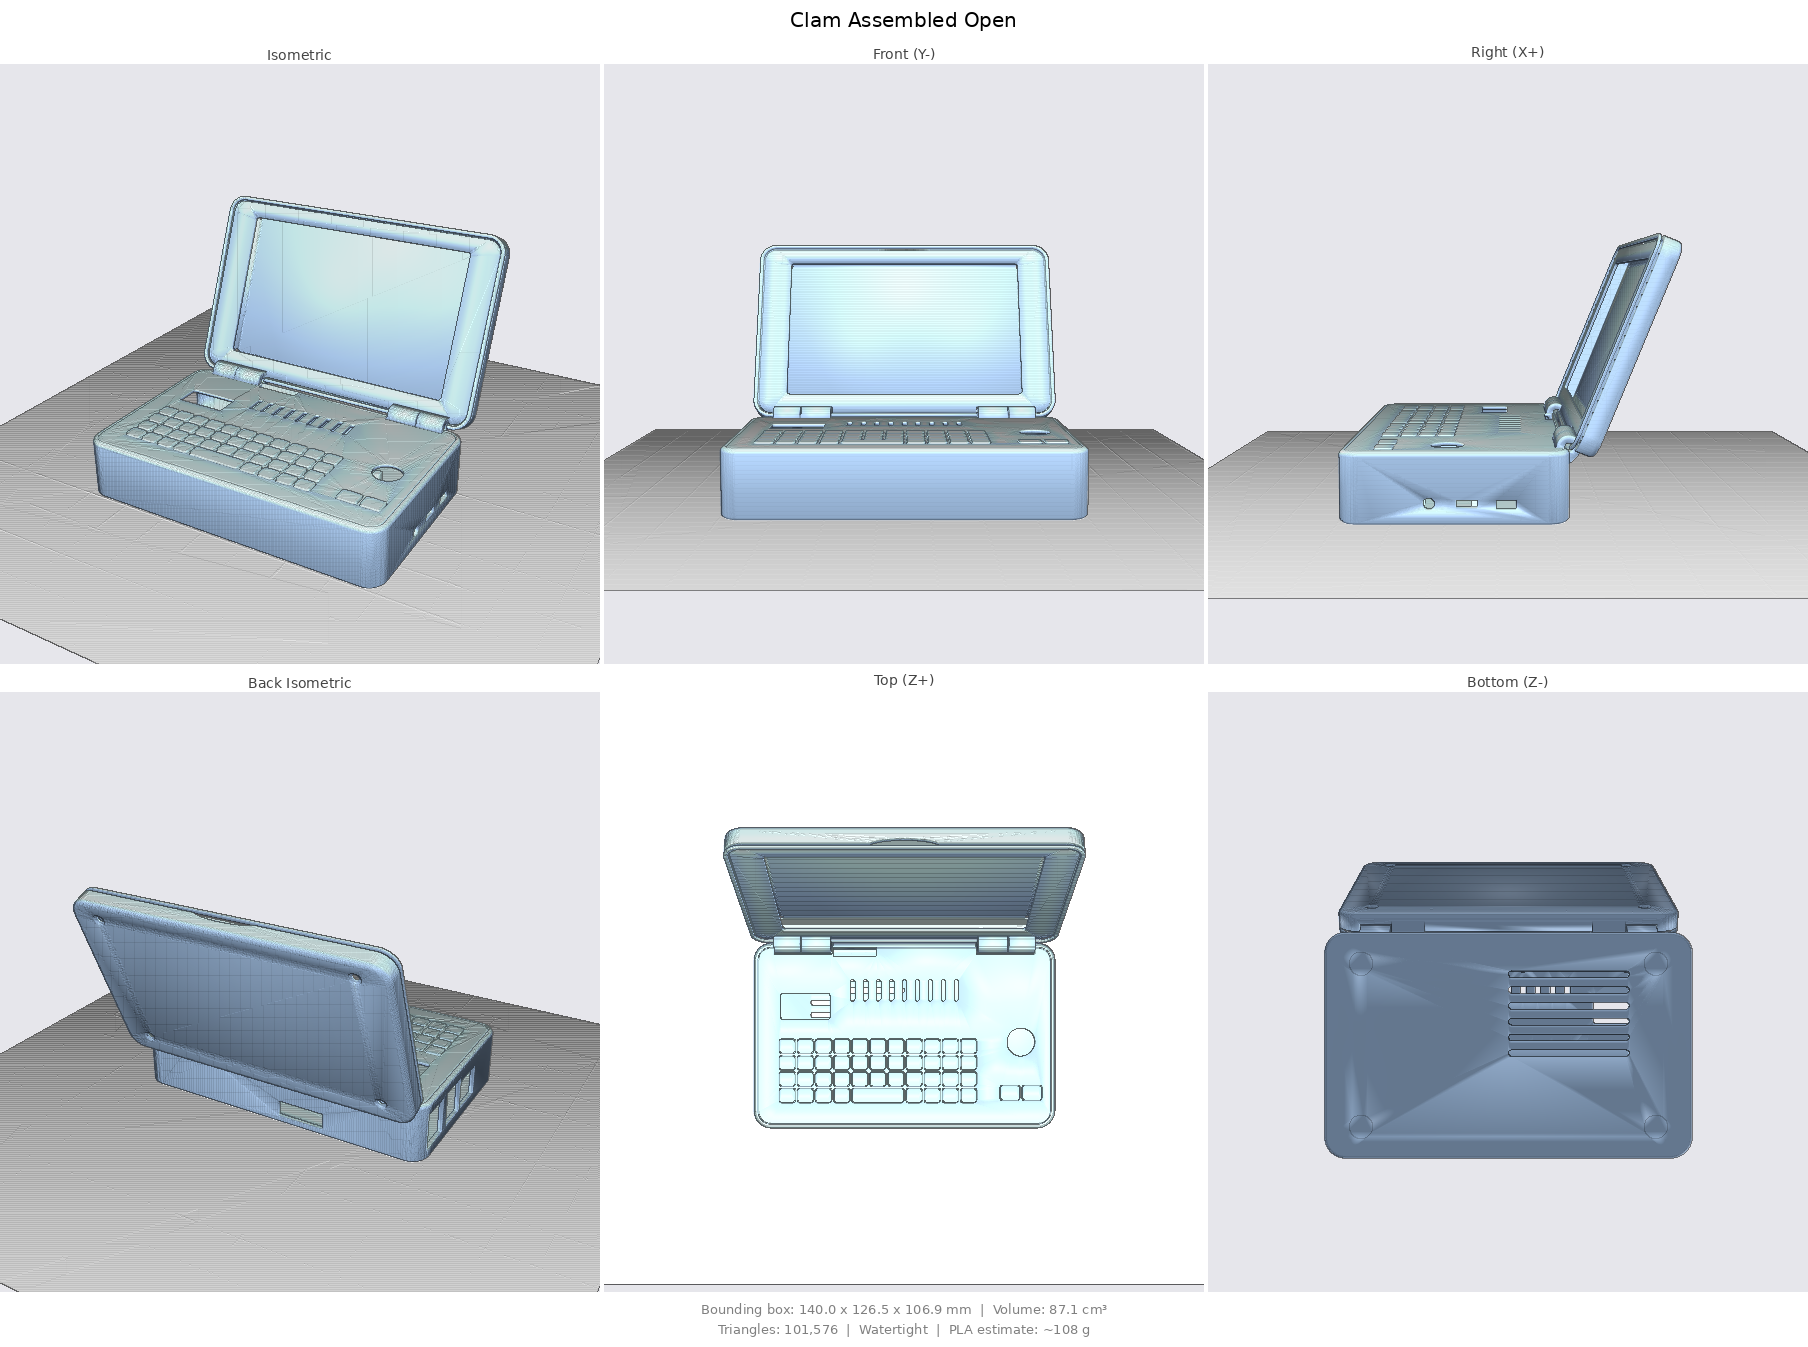 Clam Assembled Open
Isometric
Front (Y-)
Right (X+)
Back Isometric
Top (Z+)
Bottom (Z-)
Bounding box: 140.0 x 126.5 x 106.9 mm | Volume: 87.1 cm³
Triangles: 101,576 | Watertight | PLA estimate: ~108 g